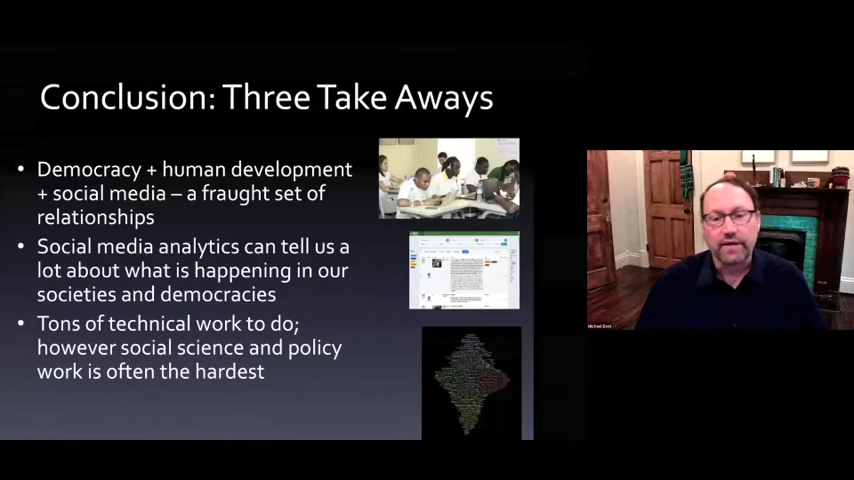 Conclusion: Three Take Aways
• Democracy + human development
+ social media – a fraught set of
relationships
• Social media analytics can tell us a
lot about what is happening in our
societies and democracies
• Tons of technical work to do;
however social science and policy
work is often the hardest